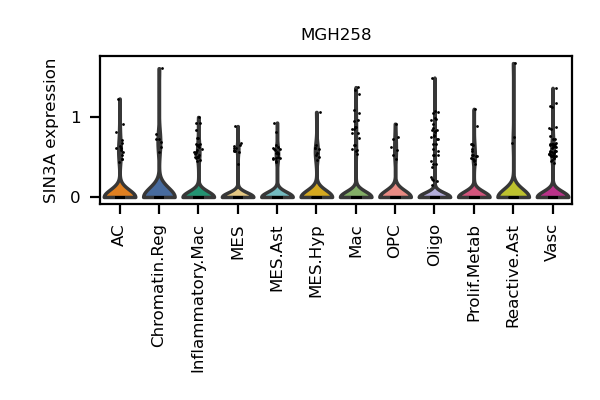 MGH258
SIN3A expression
1
0
AC
Chromatin.Reg
Inflammatory.Mac
MES
MES.Ast
MES.Hyp
Mac
OPC
Oligo
Prolif.Metab
Reactive.Ast
Vasc